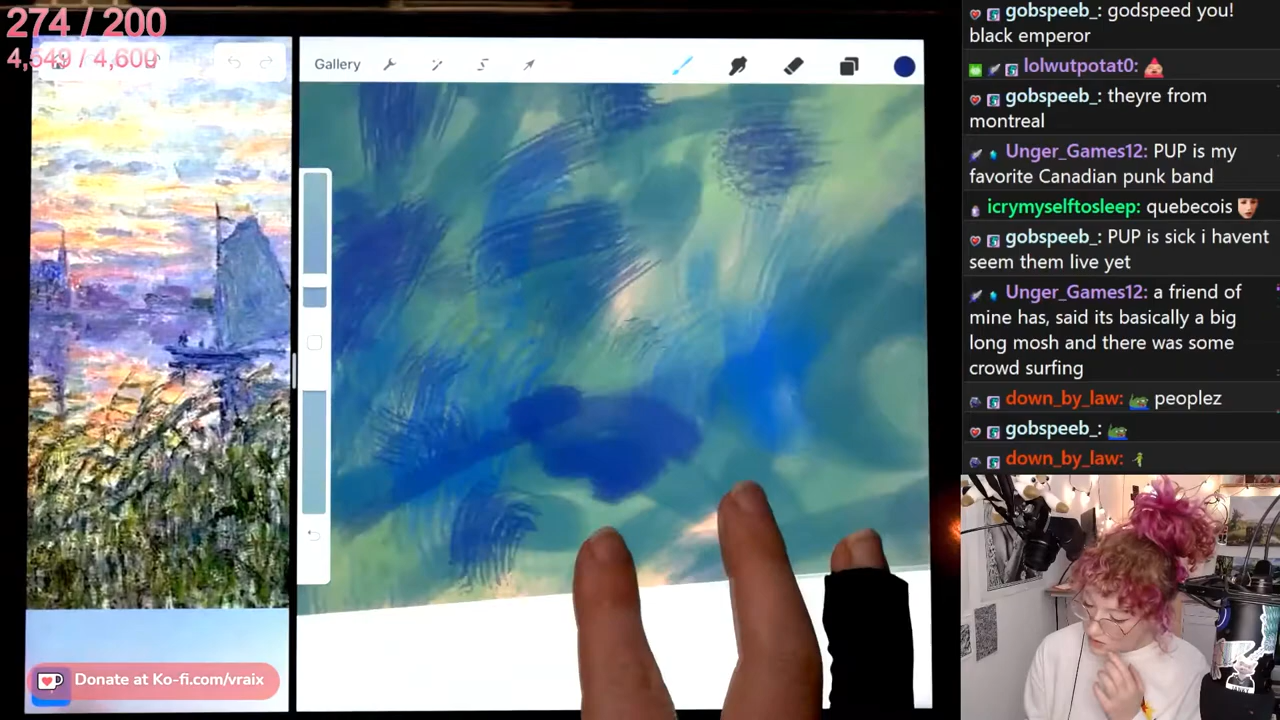 274 / 200
4,549 / 4,600
Gallery
Donate at Ko-fi.com/vraix
gobspeeb_: godspeed you!
black emperor
lolwutpotat0:
gobspeeb_: theyre from
montreal
Unger_Games12: PUP is my
favorite Canadian punk band
icrymyselftosleep: quebecois
gobspeeb_: PUP is sick i havent
seem them live yet
Unger_Games12: a friend of
mine has, said its basically a big
long mosh and there was some
crowd surfing
down_by_law: peoplez
gobspeeb_:
down_by_law: